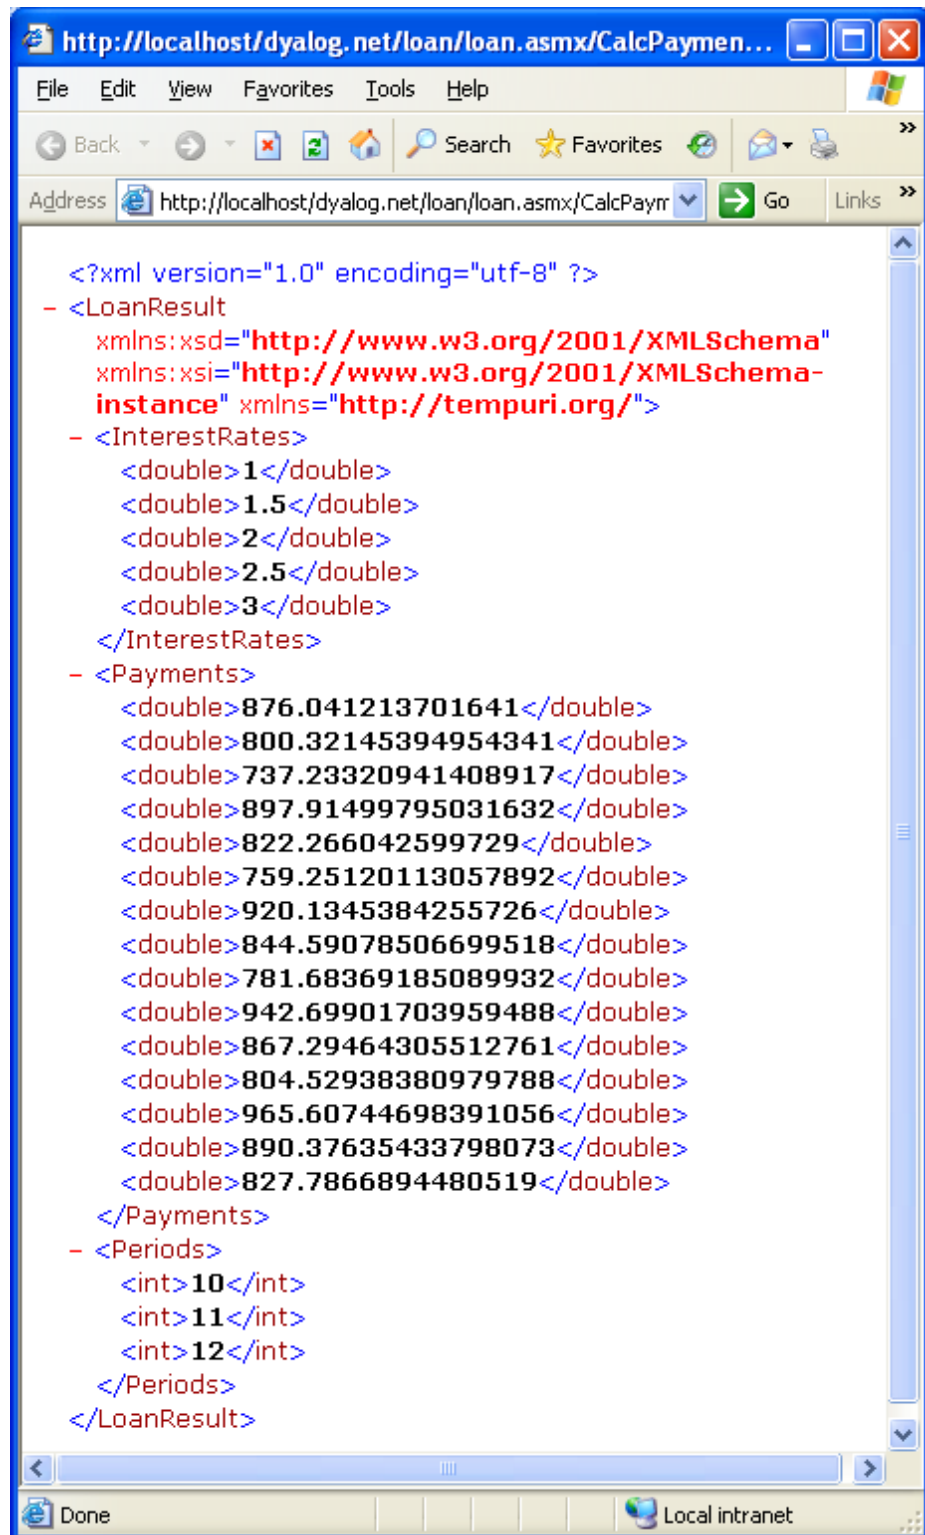 http://localhost/dyalog.net/loan/loan.asmx/CalcPaymen...
File Edit View Favorites Tools Help
Back Search Favorites »
Address http://localhost/dyalog.net/loan/loan.asmx/CalcPaym Go Links »
<?xml version="1.0" encoding="utf-8" ?>
– <LoanResult
xmlns:xsd="http://www.w3.org/2001/XMLSchema"
xmlns:xsi="http://www.w3.org/2001/XMLSchema-
instance" xmlns="http://tempuri.org/">
– <InterestRates>
<double>1</double>
<double>1.5</double>
<double>2</double>
<double>2.5</double>
<double>3</double>
</InterestRates>
– <Payments>
<double>876.041213701641</double>
<double>800.32145394954341</double>
<double>737.23320941408917</double>
<double>897.91499795031632</double>
<double>822.266042599729</double>
<double>759.25120113057892</double>
<double>920.1345384255726</double>
<double>844.59078506699518</double>
<double>781.68369185089932</double>
<double>942.69901703959488</double>
<double>867.29464305512761</double>
<double>804.52938380979788</double>
<double>965.60744698391056</double>
<double>890.37635433798073</double>
<double>827.7866894480519</double>
</Payments>
– <Periods>
<int>10</int>
<int>11</int>
<int>12</int>
</Periods>
</LoanResult>
Done Local intranet